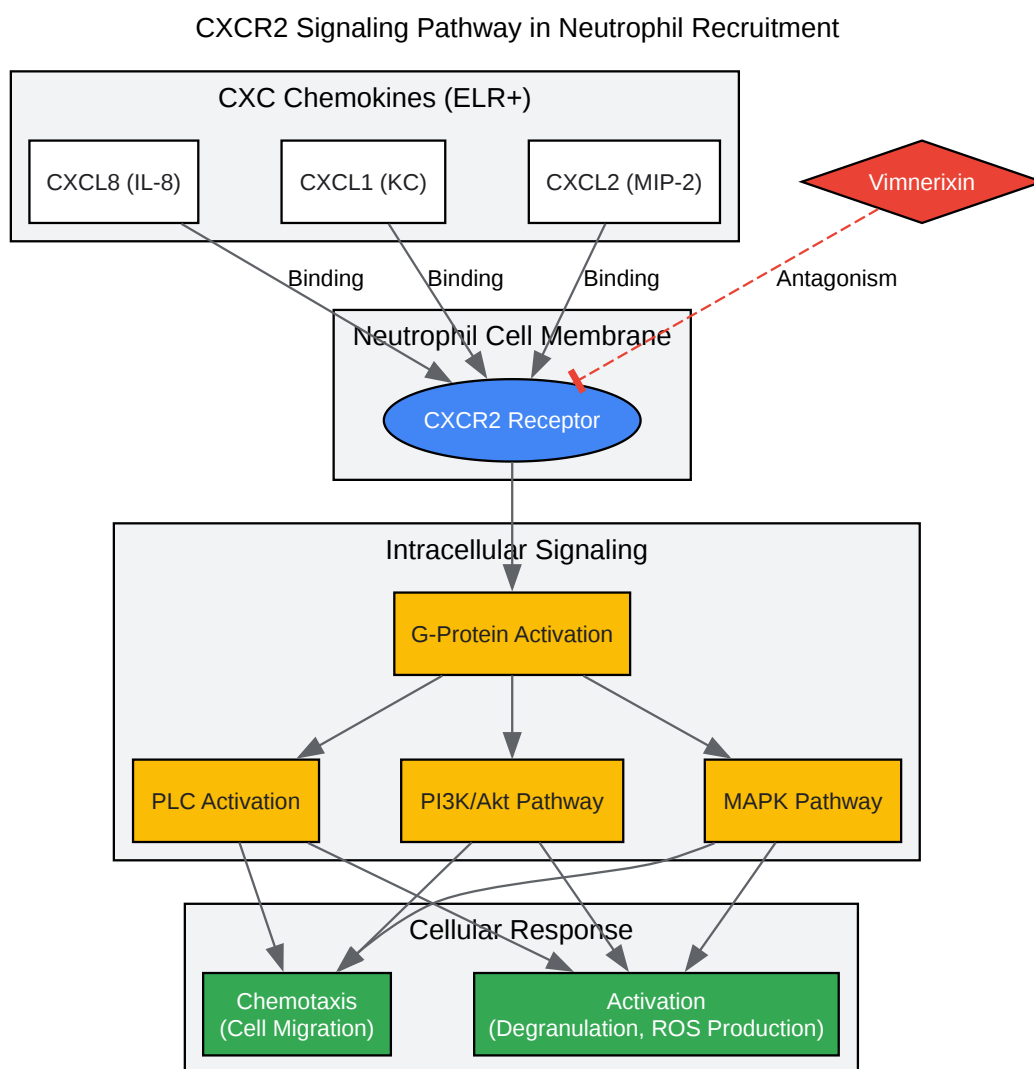 CXCR2 Signaling Pathway in Neutrophil Recruitment
CXC Chemokines (ELR+)
CXCL8 (IL-8)
CXCL1 (KC)
CXCL2 (MIP-2)
Vimnerixin
Binding
Binding
Binding
Antagonism
Neutrophil Cell Membrane
CXCR2 Receptor
Intracellular Signaling
G-Protein Activation
PLC Activation
PI3K/Akt Pathway
MAPK Pathway
Cellular Response
Chemotaxis
(Cell Migration)
Activation
(Degranulation, ROS Production)